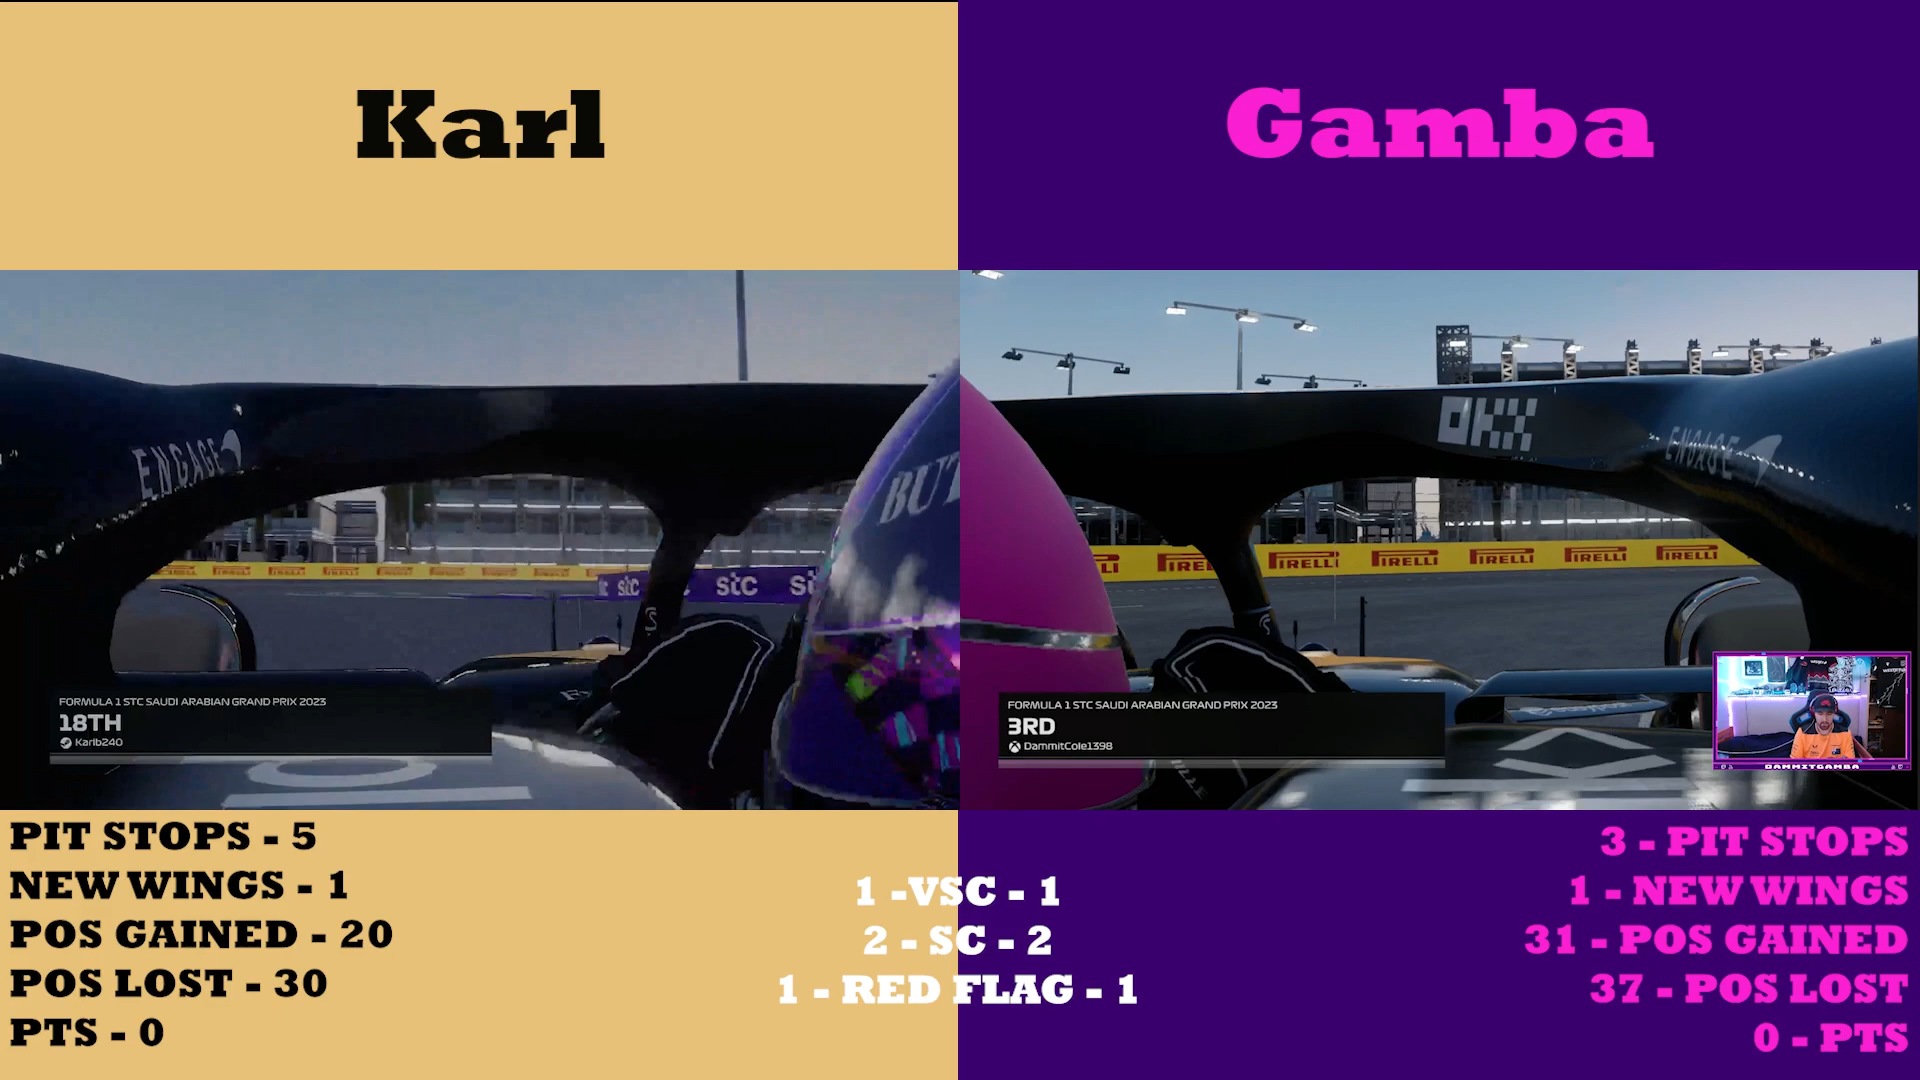 Karl
Gamba
ENGAGE
BUT
stc stc st
FORMULA 1 STC SAUDI ARABIAN GRAND PRIX 2023
18TH
Karlb240
OKX
ENGAGE
PIRELLI PIRELLI PIRELLI PIRELLI PIRELLI
FORMULA 1 STC SAUDI ARABIAN GRAND PRIX 2023
3RD
DammitCole1398
DAMMITGAMBA
PIT STOPS - 5
NEW WINGS - 1
POS GAINED - 20
POS LOST - 30
PTS - 0
1 -VSC - 1
2 - SC - 2
1 - RED FLAG - 1
3 - PIT STOPS
1 - NEW WINGS
31 - POS GAINED
37 - POS LOST
0 - PTS